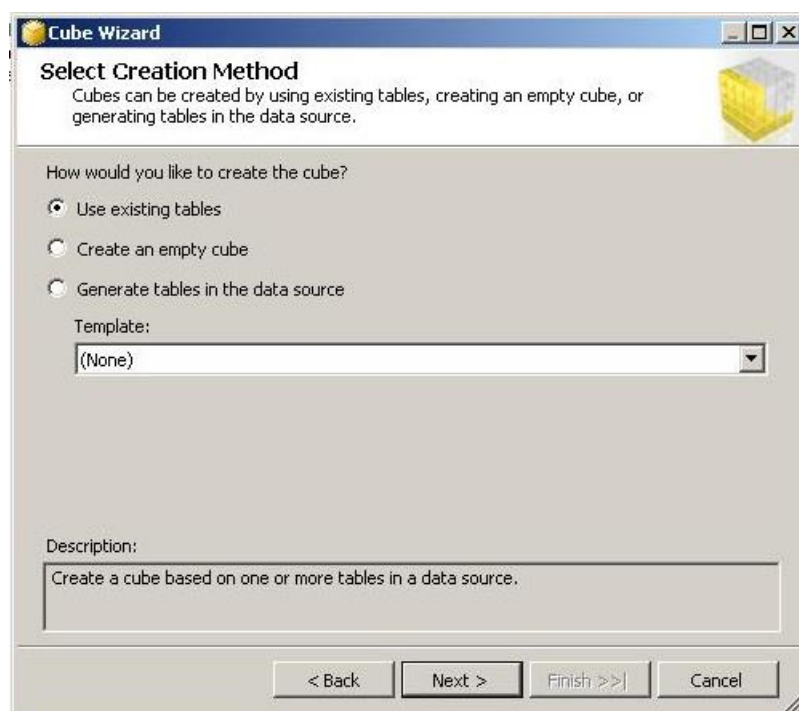 Cube Wizard
Select Creation Method
Cubes can be created by using existing tables, creating an empty cube, or
generating tables in the data source.
How would you like to create the cube?
Use existing tables
Create an empty cube
Generate tables in the data source
Template:
(None)
Description:
Create a cube based on one or more tables in a data source.
< Back Next > Finish >>| Cancel